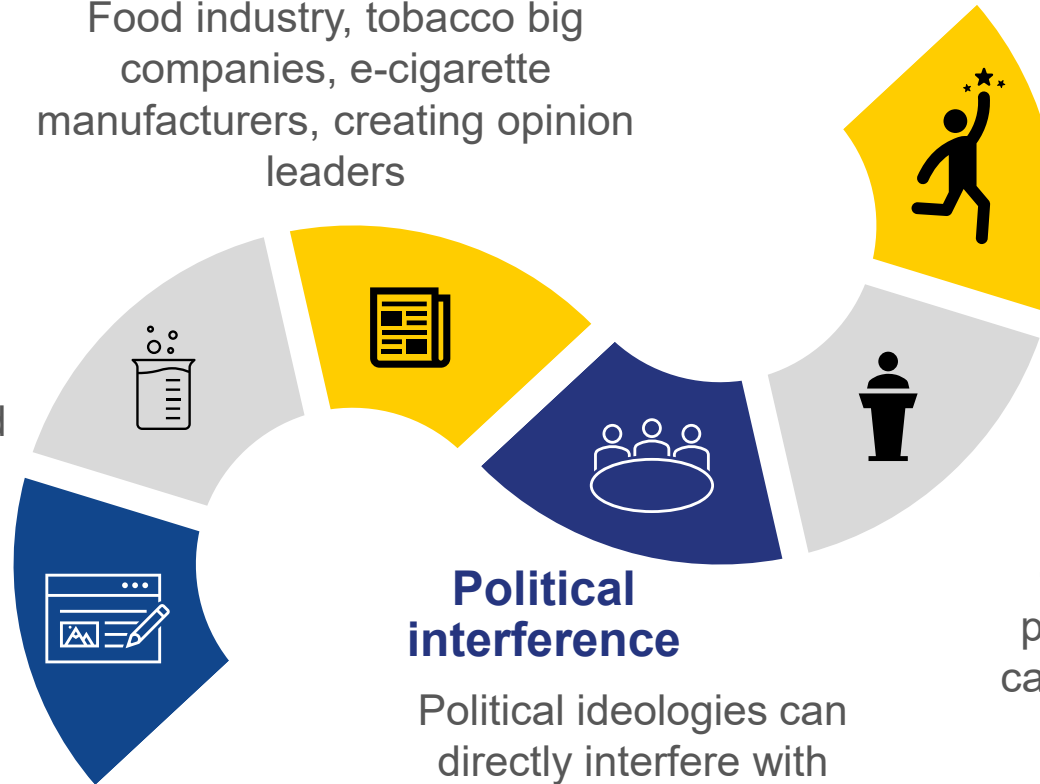 Food industry, tobacco big
companies, e-cigarette
manufacturers, creating opinion
leaders
Political
interference
Political ideologies can
directly interfere with